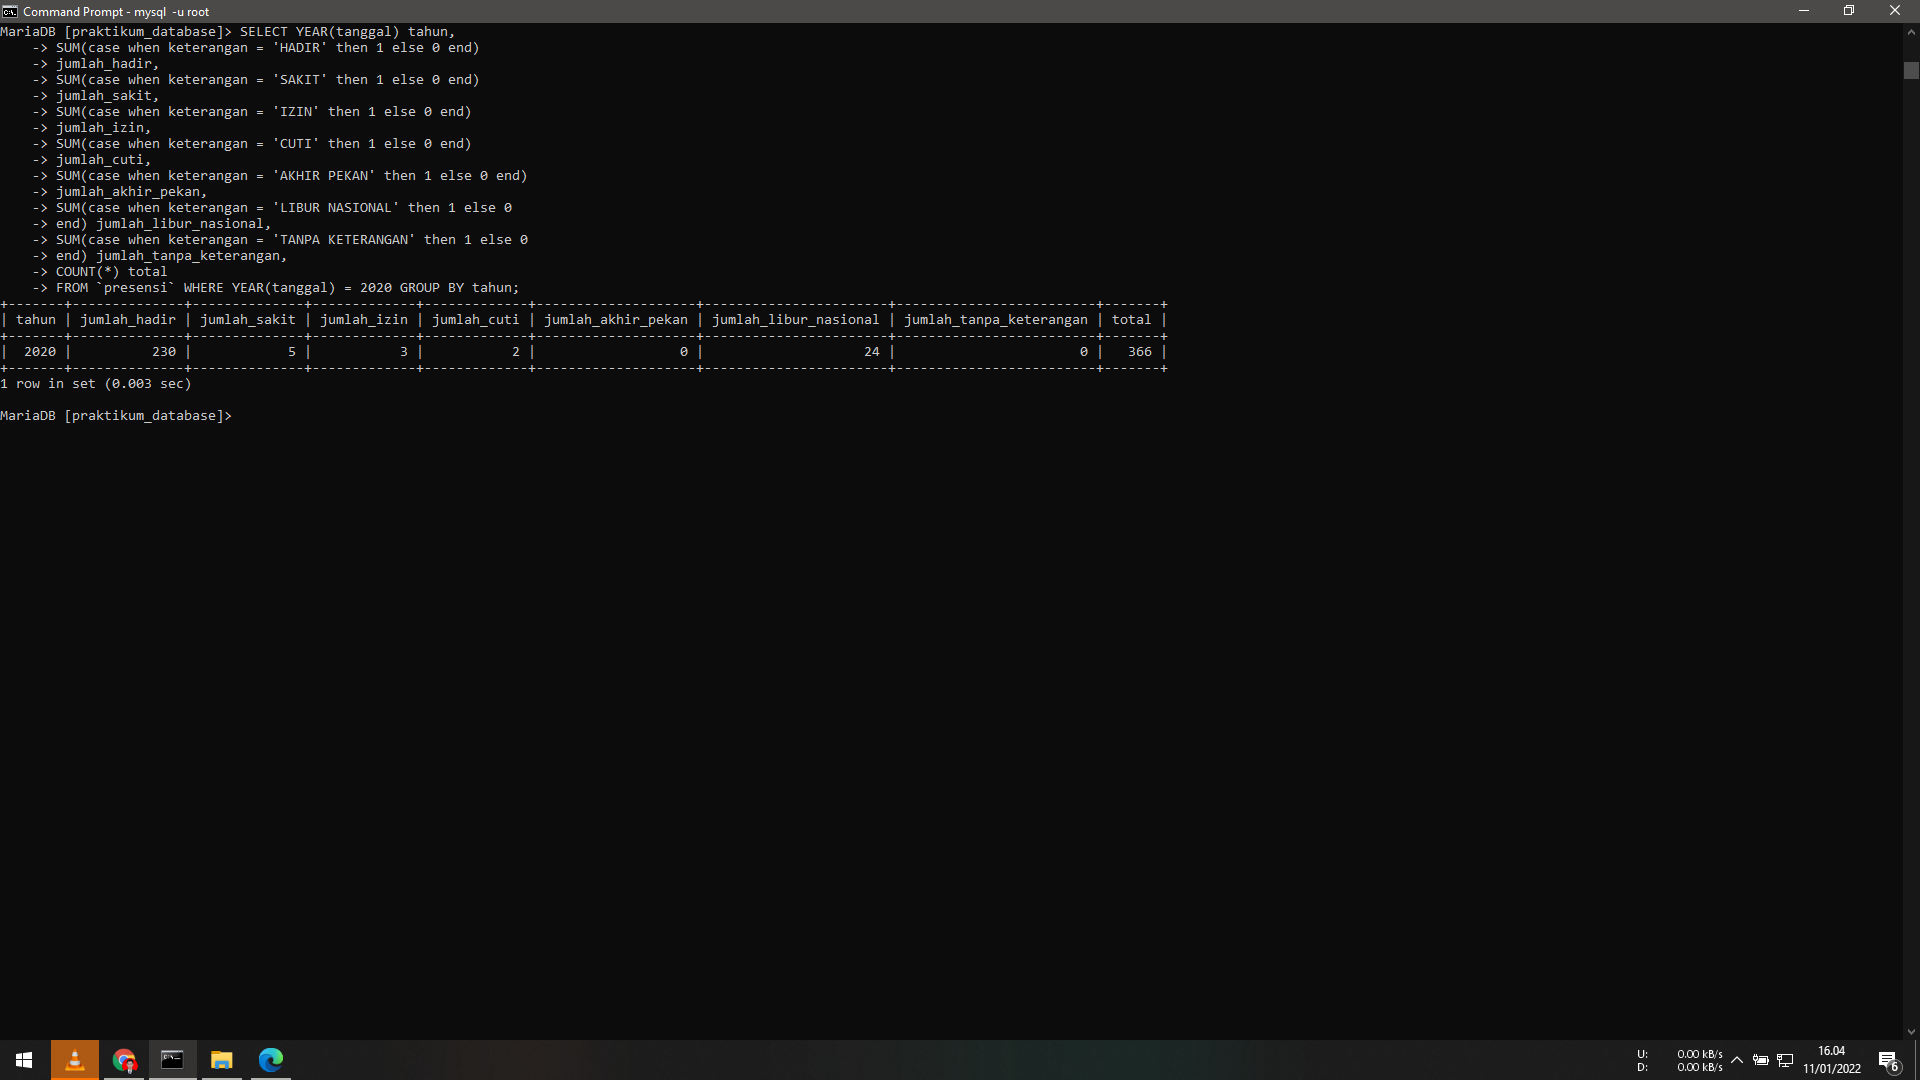 Command Prompt - mysql  -u root
MariaDB [praktikum_database]> SELECT YEAR(tanggal) tahun,
    -> SUM(case when keterangan = 'HADIR' then 1 else 0 end)
    -> jumlah_hadir,
    -> SUM(case when keterangan = 'SAKIT' then 1 else 0 end)
    -> jumlah_sakit,
    -> SUM(case when keterangan = 'IZIN' then 1 else 0 end)
    -> jumlah_izin,
    -> SUM(case when keterangan = 'CUTI' then 1 else 0 end)
    -> jumlah_cuti,
    -> SUM(case when keterangan = 'AKHIR PEKAN' then 1 else 0 end)
    -> jumlah_akhir_pekan,
    -> SUM(case when keterangan = 'LIBUR NASIONAL' then 1 else 0
    -> end) jumlah_libur_nasional,
    -> SUM(case when keterangan = 'TANPA KETERANGAN' then 1 else 0
    -> end) jumlah_tanpa_keterangan,
    -> COUNT(*) total
    -> FROM `presensi` WHERE YEAR(tanggal) = 2020 GROUP BY tahun;
+-------+--------------+--------------+-------------+-------------+--------------------+-----------------------+-------------------------+-------+
| tahun | jumlah_hadir | jumlah_sakit | jumlah_izin | jumlah_cuti | jumlah_akhir_pekan | jumlah_libur_nasional | jumlah_tanpa_keterangan | total |
+-------+--------------+--------------+-------------+-------------+--------------------+-----------------------+-------------------------+-------+
|  2020 |          230 |            5 |           3 |           2 |                  0 |                    24 |                       0 |   366 |
+-------+--------------+--------------+-------------+-------------+--------------------+-----------------------+-------------------------+-------+
1 row in set (0.003 sec)
MariaDB [praktikum_database]>
U: 0.00 kB/s
D: 0.00 kB/s
16.04
11/01/2022
6